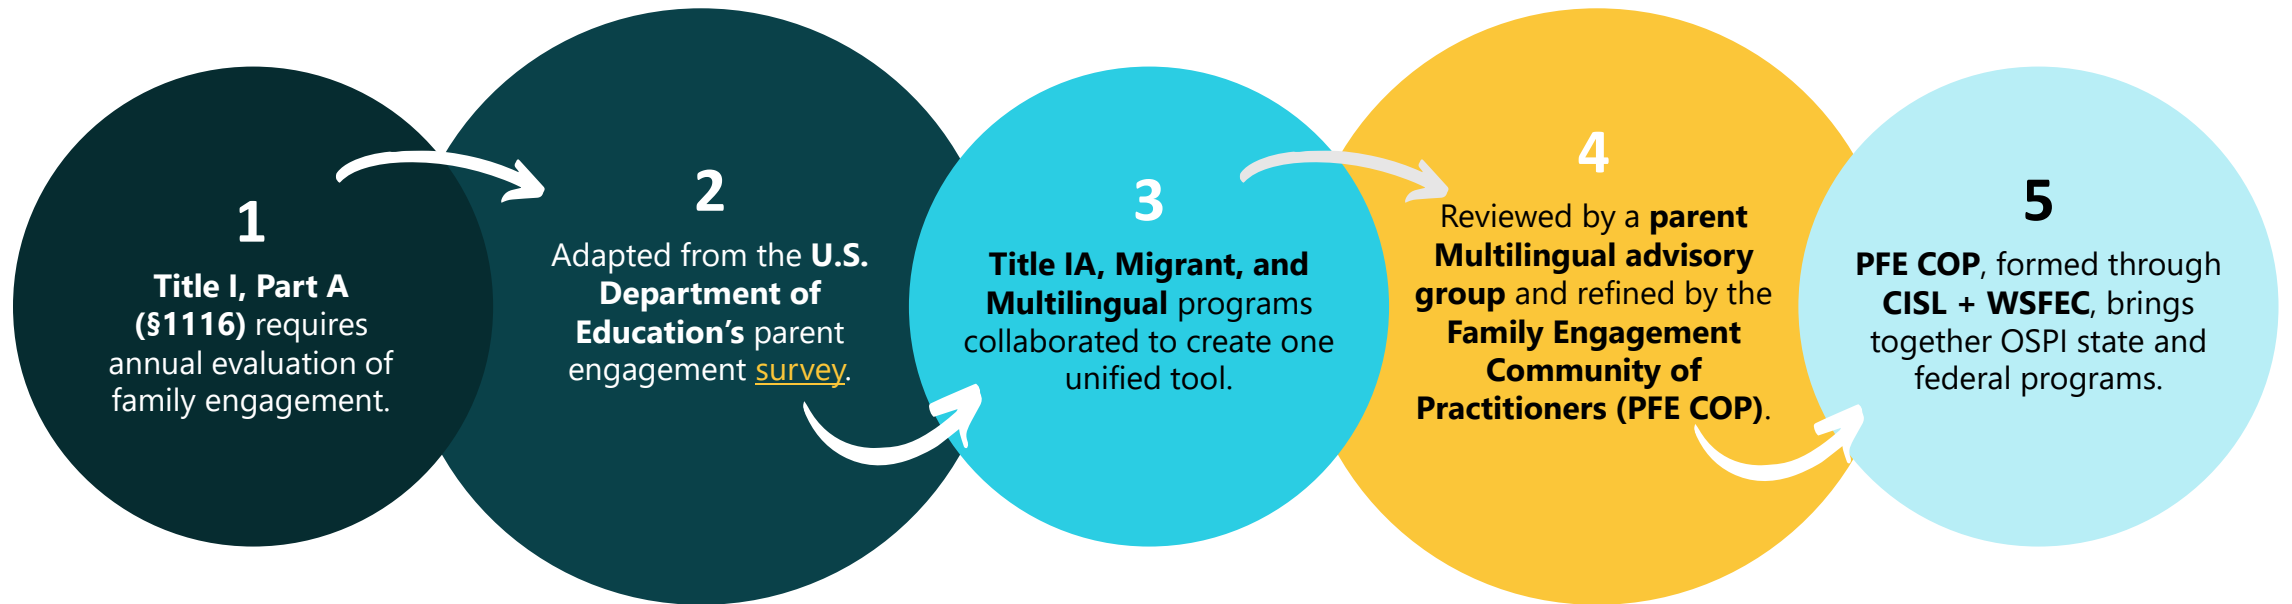 1
Title I, Part A
(§1116) requires
annual evaluation of
family engagement.
2
Adapted from the U.S.
Department of
Education’s parent
engagement survey.
3
Title IA, Migrant, and
Multilingual programs
collaborated to create one
unified tool.
4
Reviewed by a parent
Multilingual advisory
group and refined by the
Family Engagement
Community of
Practitioners (PFE COP).
5
PFE COP, formed through
CISL + WSFEC, brings
together OSPI state and
federal programs.